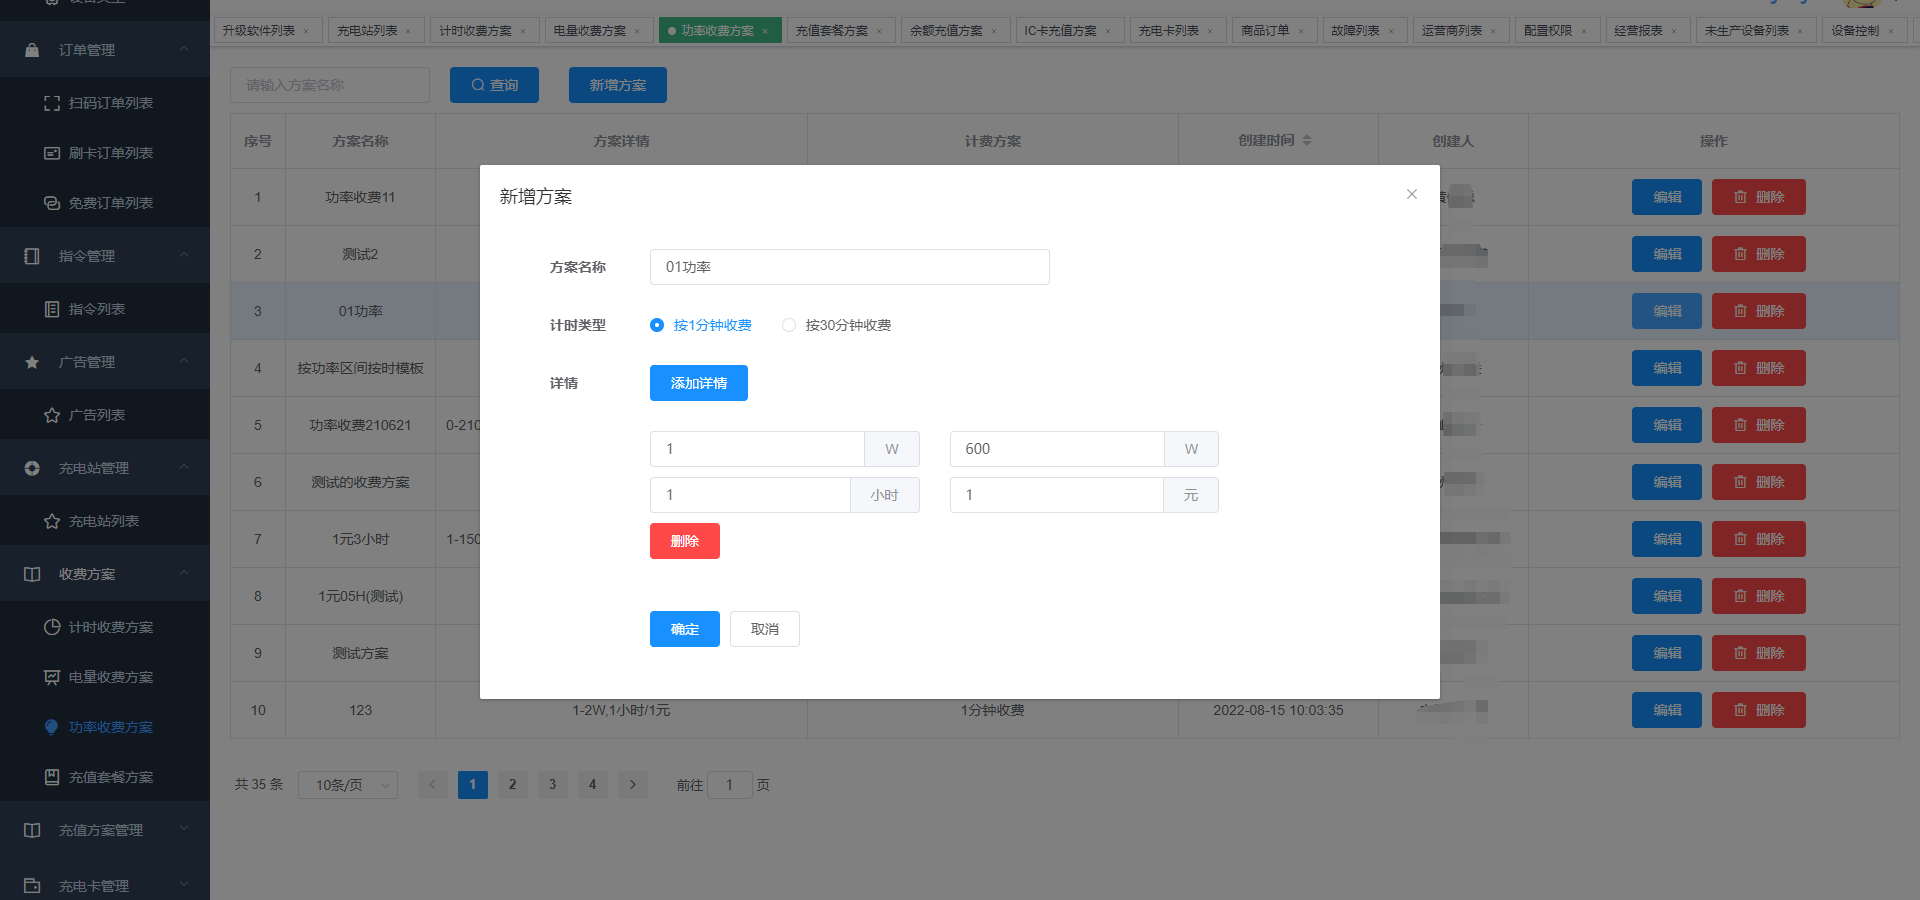 升级软件列表 ×
充电站列表 ×
计时收费方案 ×
电量收费方案 ×
功率收费方案 ×
充值套餐方案 ×
余额充值方案 ×
IC卡充值方案 ×
充电卡列表 ×
商品订单 ×
故障列表 ×
运营商列表 ×
配置权限 ×
经营报表 ×
未生产设备列表 ×
设备控制 ×
订单管理
扫码订单列表
刷卡订单列表
免费订单列表
指令管理
指令列表
广告管理
广告列表
充电站管理
充电站列表
收费方案
计时收费方案
电量收费方案
功率收费方案
充值套餐方案
充值方案管理
充电卡管理
请输入方案名称
查询
新增方案
序号 方案名称 方案详情 计费方案 创建时间 创建人 操作
1 功率收费11 编辑 删除
2 测试2 编辑 删除
3 01功率 编辑 删除
4 按功率区间按时模板 编辑 删除
5 功率收费210621 0-210 编辑 删除
6 测试的收费方案 编辑 删除
7 1元3小时 1-150 编辑 删除
8 1元05H(测试) 编辑 删除
9 测试方案 编辑 删除
10 123 1-2W,1小时/1元 1分钟收费 2022-08-15 10:03:35 编辑 删除
新增方案
方案名称 01功率
计时类型 按1分钟收费 按30分钟收费
详情 添加详情
1 W 600 W
1 小时 1 元
删除
确定 取消
共 35 条 10条/页 1 2 3 4 前往 1 页